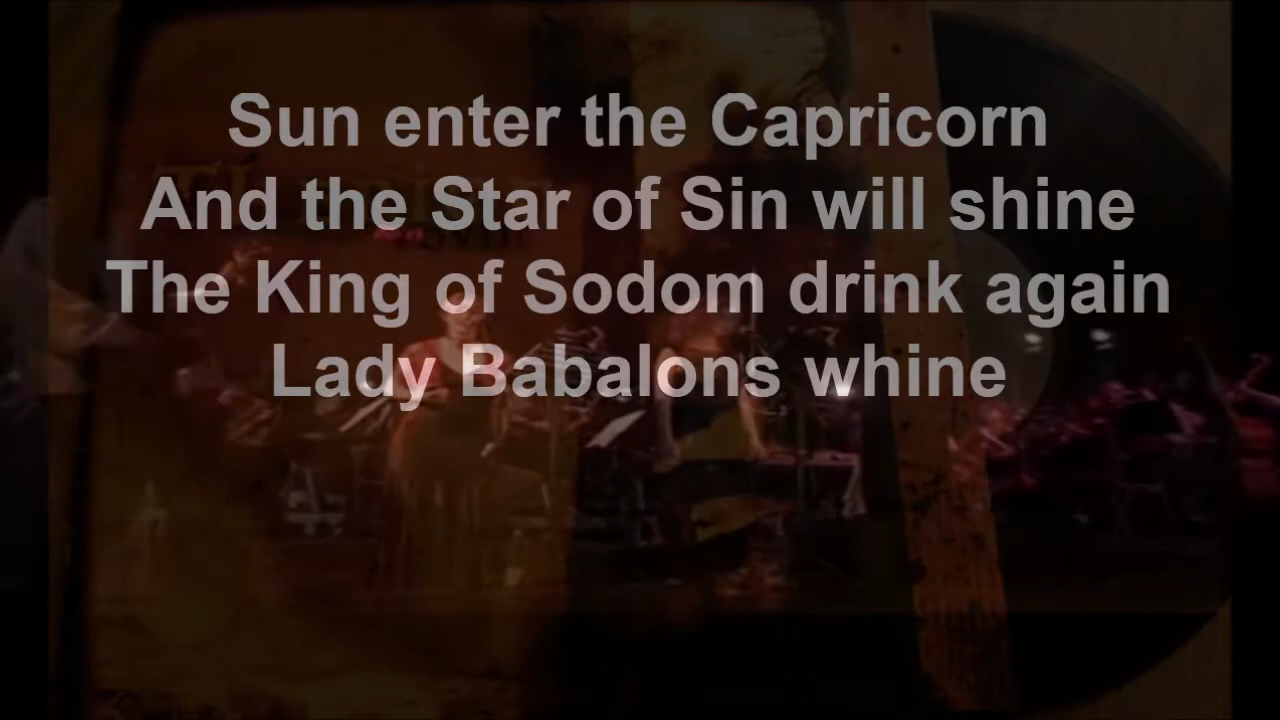 Sun enter the Capricorn
And the Star of Sin will shine
The King of Sodom drink again
Lady Babalons whine